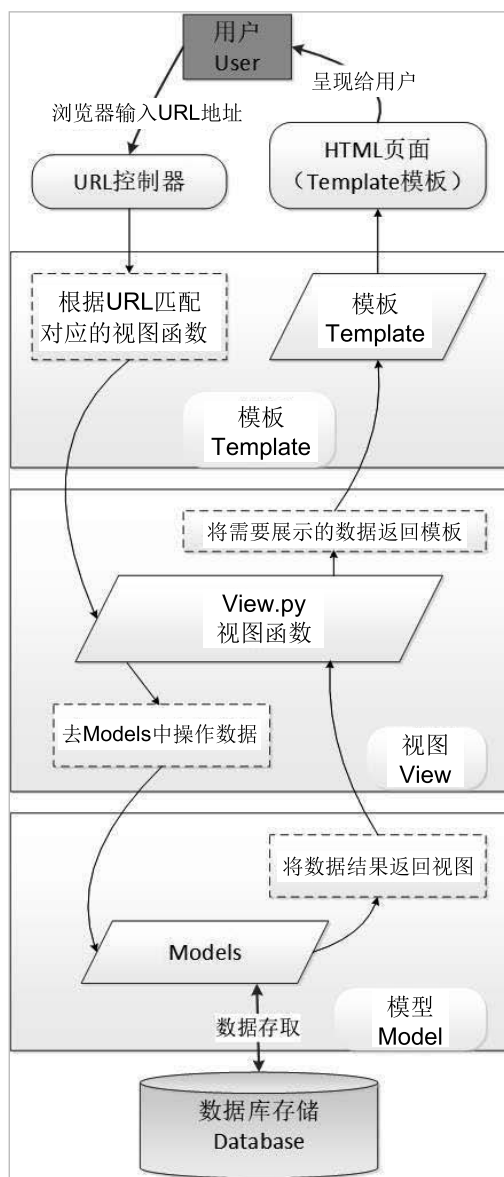 用户
User
呈现给用户
浏览器输入URL地址
URL控制器
HTML页面
（Template模板）
根据URL匹配
对应的视图函数
模板
Template
模板
Template
将需要展示的数据返回模板
View.py
视图函数
去Models中操作数据
视图
View
将数据结果返回视图
Models
模型
Model
数据存取
数据库存储
Database